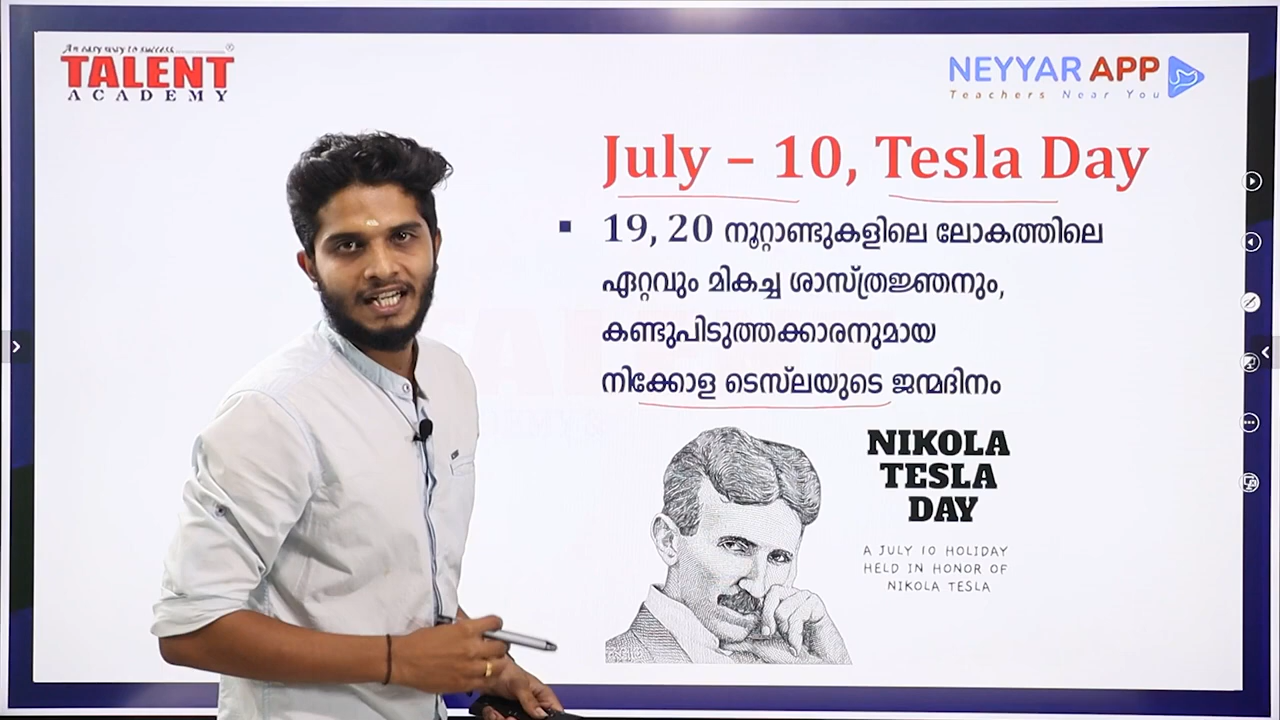 An easy way to success..............®
TALENT
ACADEMY
NEYYAR APP
Teachers Near You
July – 10, Tesla Day
▪ 19, 20 നൂറ്റാണ്ടുകളിലെ ലോകത്തിലെ
ഏറ്റവും മികച്ച ശാസ്ത്രജ്ഞനും,
കണ്ടുപിടുത്തക്കാരനുമായ
നിക്കോള ടെസ്‌ലയുടെ ജന്മദിനം
NIKOLA
TESLA
DAY
A JULY 10 HOLIDAY
HELD IN HONOR OF
NIKOLA TESLA